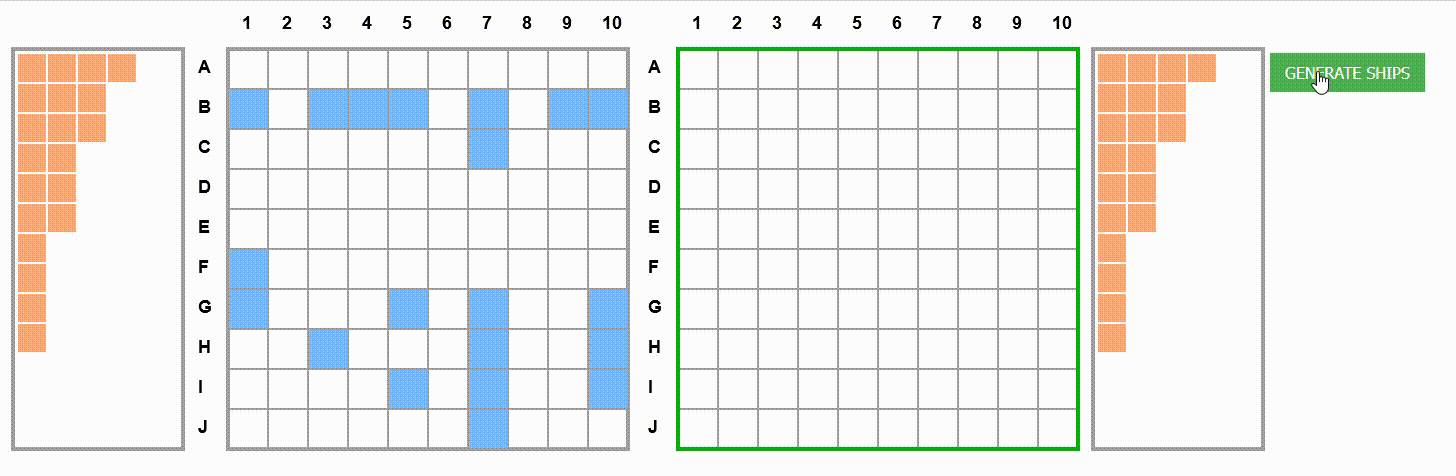 1 2 3 4 5 6 7 8 9 10 1 2 3 4 5 6 7 8 9 10
A A
GENERATE SHIPS
B B
C C
D D
E E
F F
G G
H H
I I
J J